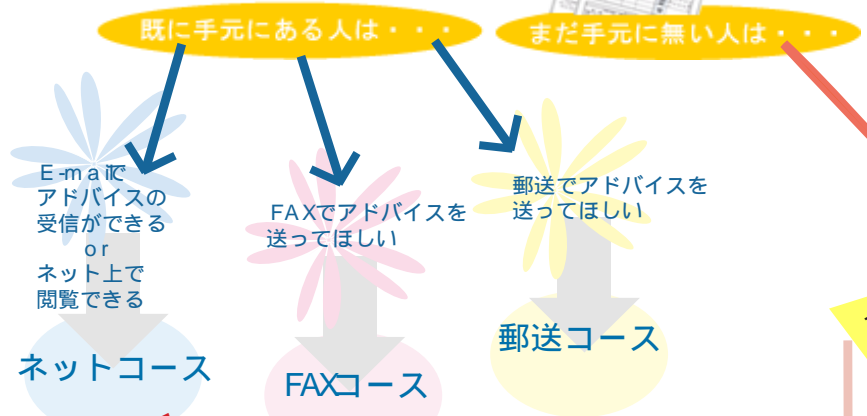 既に手元にある人は・・・
まだ手元に無い人は・・・
E-mailで
アドバイスの
受信ができる
or
ネット上で
閲覧できる
FAXでアドバイスを
送ってほしい
郵送でアドバイスを
送ってほしい
ネットコース
FAXコース
郵送コース